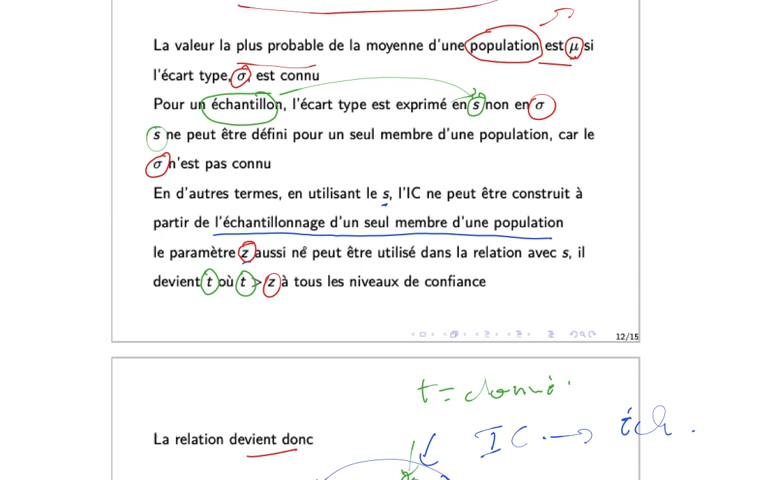 La valeur la plus probable de la moyenne d'une population est μ si
l'écart type, σ est connu
Pour un échantillon, l'écart type est exprimé en s non en σ
s ne peut être défini pour un seul membre d'une population, car le
σ n'est pas connu
En d'autres termes, en utilisant le s, l'IC ne peut être construit à
partir de l'échantillonnage d'un seul membre d'une population
le paramètre z aussi ne peut être utilisé dans la relation avec s, il
devient t où t > z à tous les niveaux de confiance
12/15
t =
La relation devient donc
IC → éch.